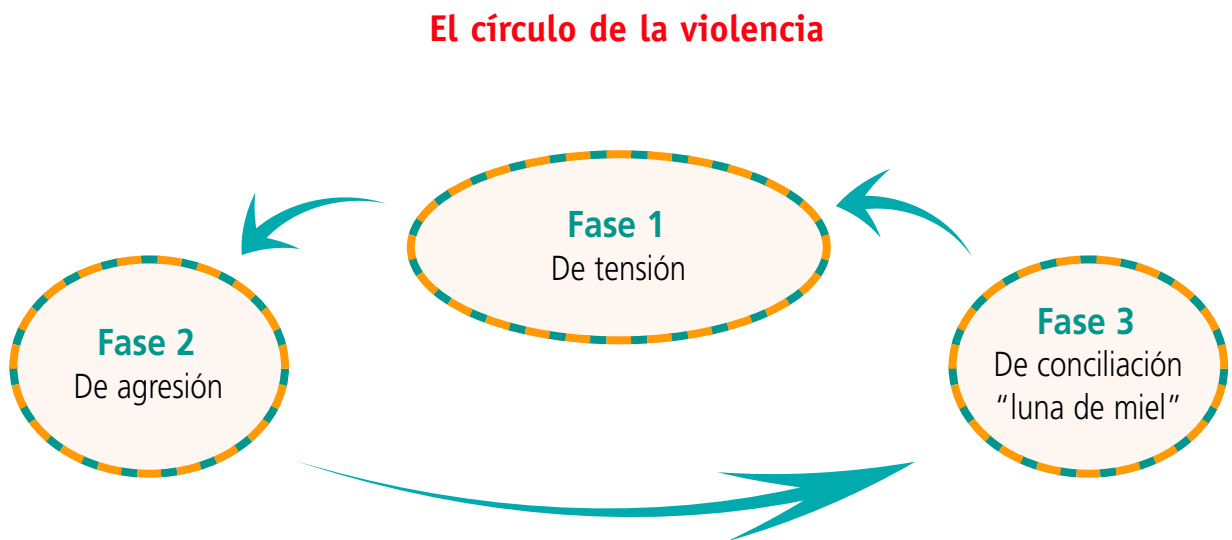 El círculo de la violencia
Fase 1
De tensión
Fase 2
De agresión
Fase 3
De conciliación
“luna de miel”